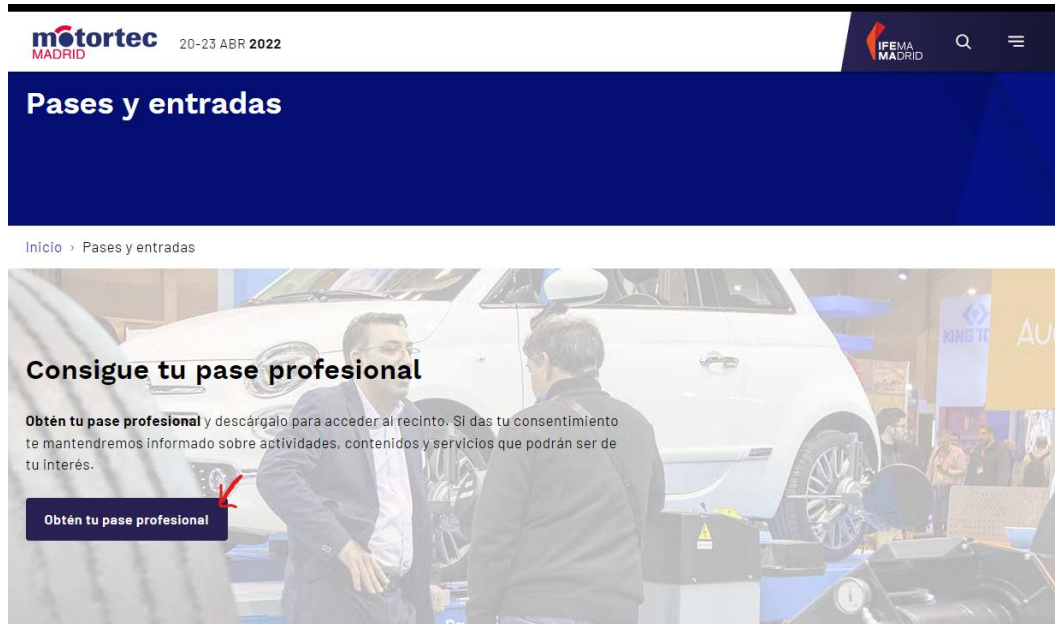 motortec
MADRID
20-23 ABR 2022
IFEMA
MADRID
Pases y entradas
Inicio › Pases y entradas
Consigue tu pase profesional
Obtén tu pase profesional y descárgalo para acceder al recinto. Si das tu consentimiento
te mantendremos informado sobre actividades, contenidos y servicios que podrán ser de
tu interés.
Obtén tu pase profesional